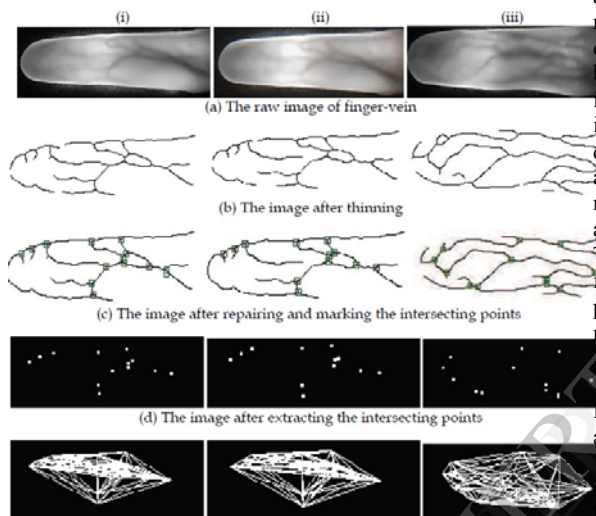 (i) (ii) (iii)
(a) The raw image of finger-vein
(b) The image after thinning
(c) The image after repairing and marking the intersecting points
(d) The image after extracting the intersecting points